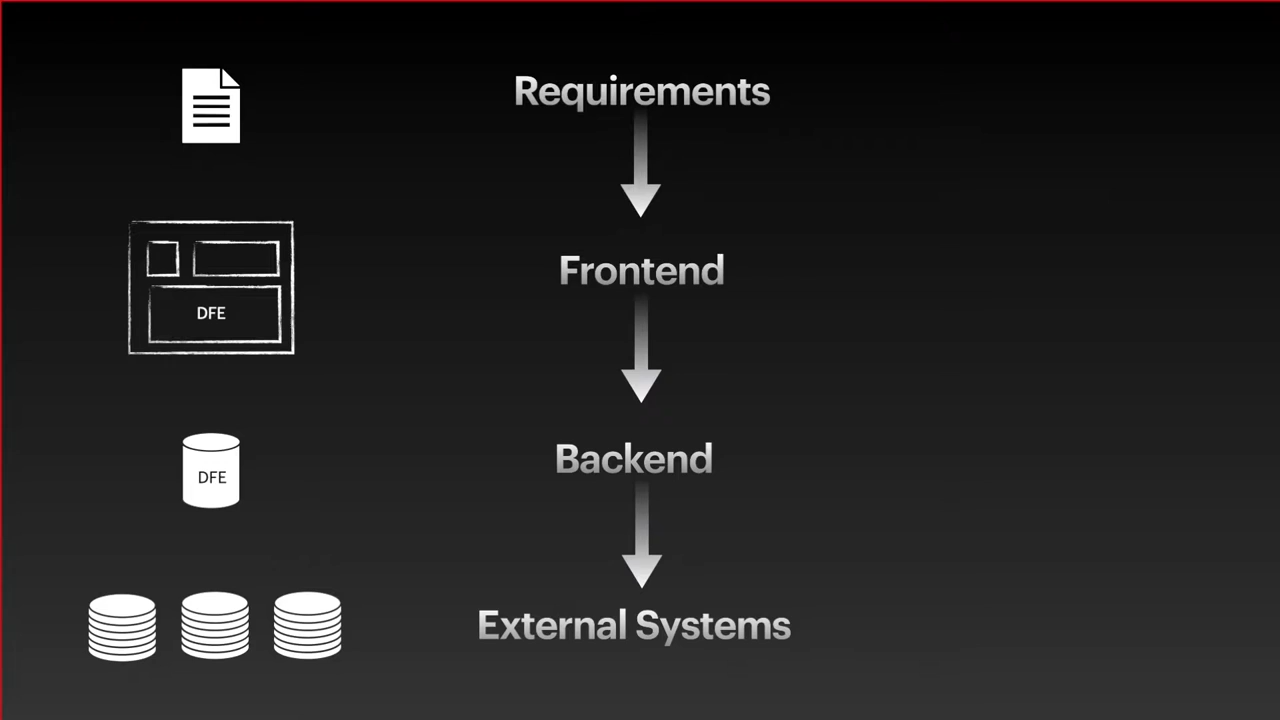 Requirements
Frontend
DFE
Backend
DFE
External Systems